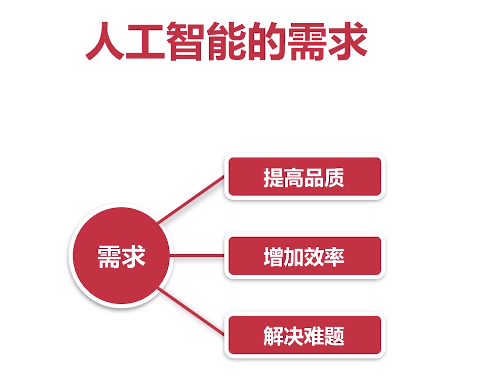 人工智能的需求
需求
提高品质
增加效率
解决难题